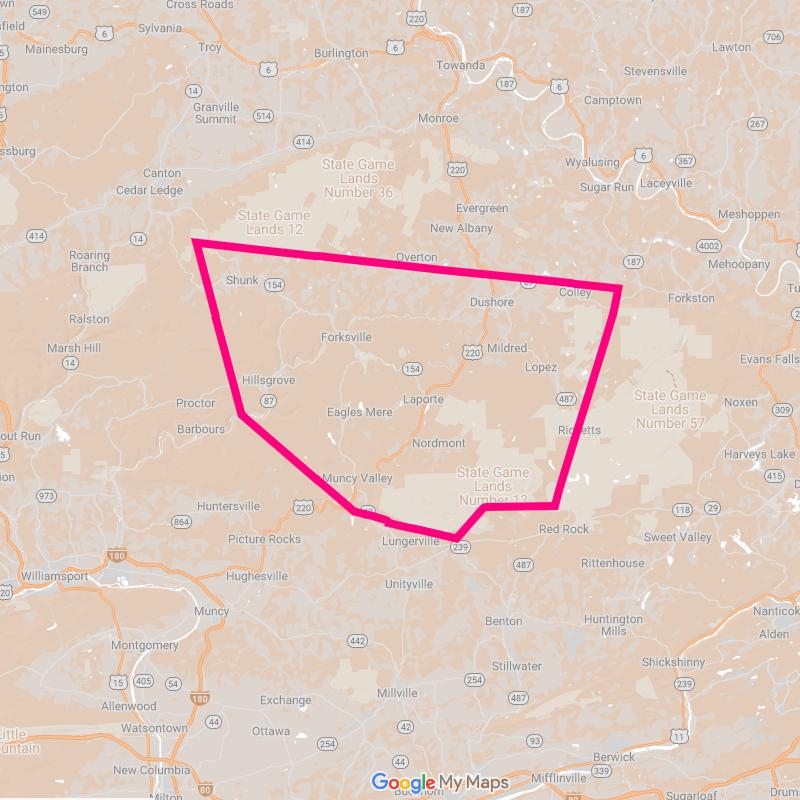 Cross Roads
220
187
549
Sylvania
Mainesburg
6
Troy
Burlington
6
706
Lawton
6
Towanda
Stevensville
14
187
6
Camptown
Granville
Summit
514
Monroe
267
414
State Game
Lands
Number 36
220
Wyalusing
6
367
Canton
Cedar Ledge
Sugar Run
Laceyville
Evergreen
State Game
Lands 12
New Albany
Meshoppen
414
14
4002
Roaring
Branch
Overton
187
Mehoopany
Shunk
154
Colley
Forkston
Dushore
Ralston
Forksville
Marsh Hill
220
Mildred
14
154
Lopez
Evans Falls
Hillsgrove
Proctor
87
Laporte
487
State Game
Lands
Number 57
Noxen
309
Eagles Mere
Barbours
Ricketts
out Run
Nordmont
Harveys Lake
State Game
Lands
Number 13
415
Muncy Valley
973
Huntersville
220
118
29
864
Red Rock
Sweet Valley
Picture Rocks
Lungerville
239
180
487
Rittenhouse
Williamsport
Hughesville
Unityville
Muncy
Nanticok
Benton
Huntington
Mills
Alden
Montgomery
442
Shickshinny
Stillwater
15
405
54
254
239
Allenwood
180
Exchange
Millville
487
Watsontown
44
Ottawa
42
11
Little
ountain
254
93
44
Berwick
New Columbia
339
Google My Maps
Mifflinville
80
80
Milton
Sugarloaf
Drum